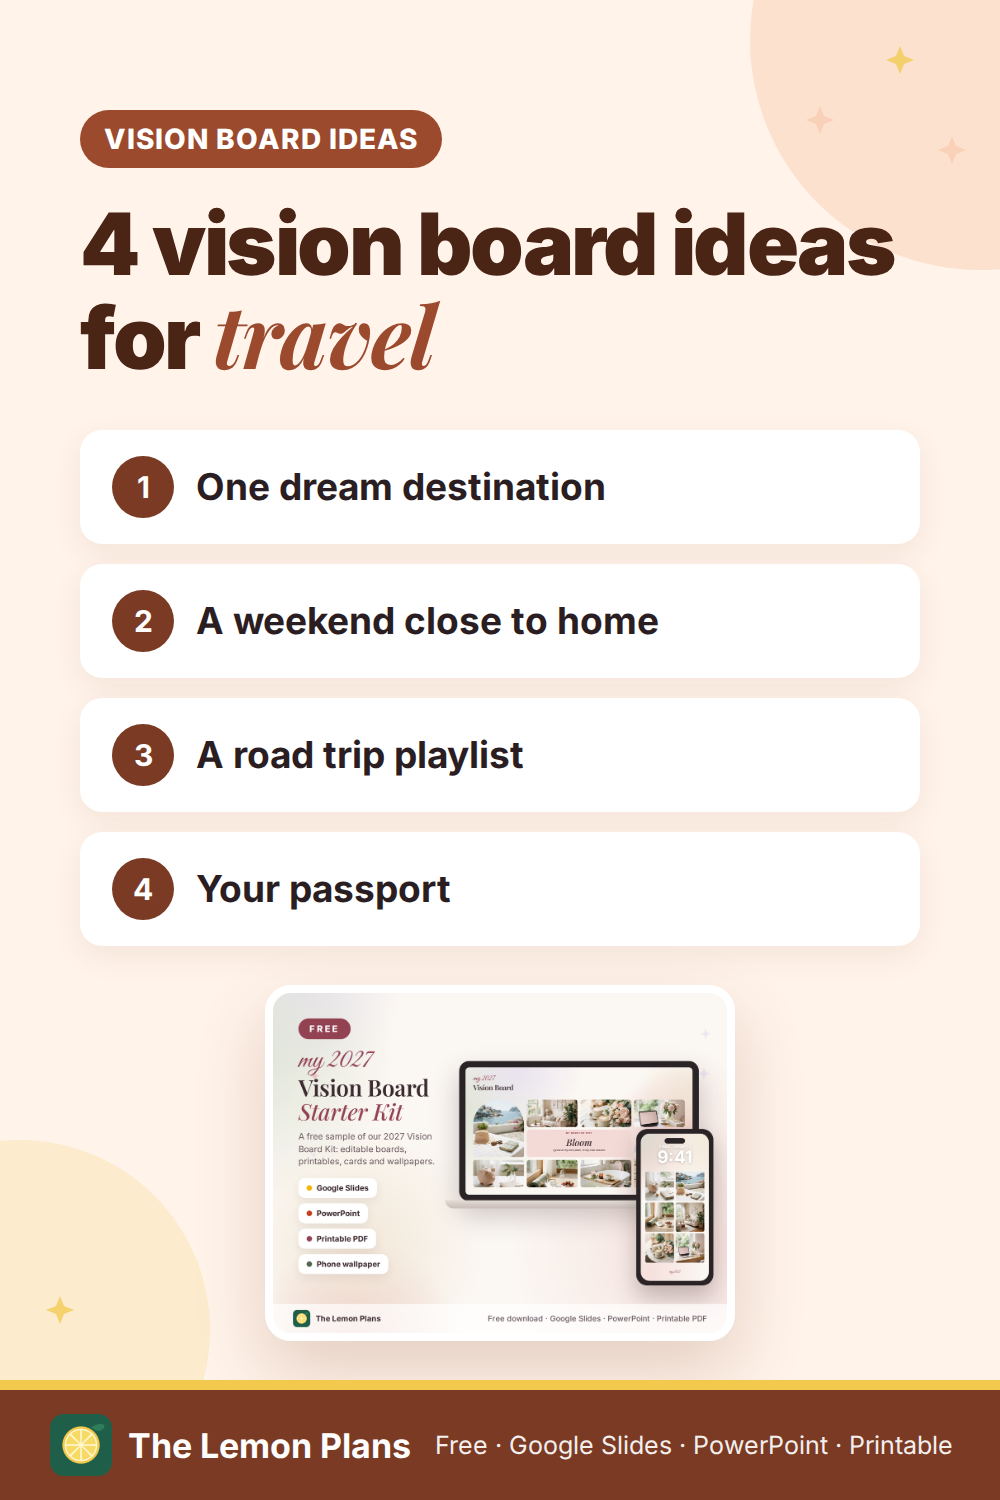 VISION BOARD IDEAS
4 vision board ideas
for travel
1 One dream destination
2 A weekend close to home
3 A road trip playlist
4 Your passport
FREE
my 2027
Vision Board
Starter Kit
A free sample of our 2027 Vision
Board Kit: editable boards,
printables, cards and wallpapers.
Google Slides
PowerPoint
Printable PDF
Phone wallpaper
my 2027
Vision Board
Bloom
9:41
my 2027
The Lemon Plans
Free download · Google Slides · PowerPoint · Printable PDF
The Lemon Plans
Free · Google Slides · PowerPoint · Printable